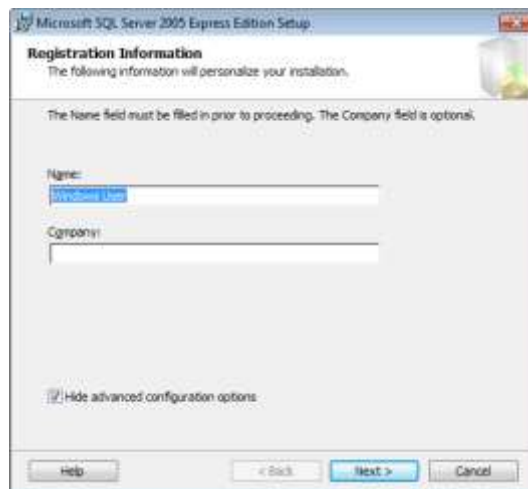 Microsoft SQL Server 2005 Express Edition Setup
Registration Information
The following information will personalize your installation.
The Name field must be filled in prior to proceeding. The Company field is optional.
Name:
Windows User
Company:
Hide advanced configuration options
Help
< Back
Next >
Cancel